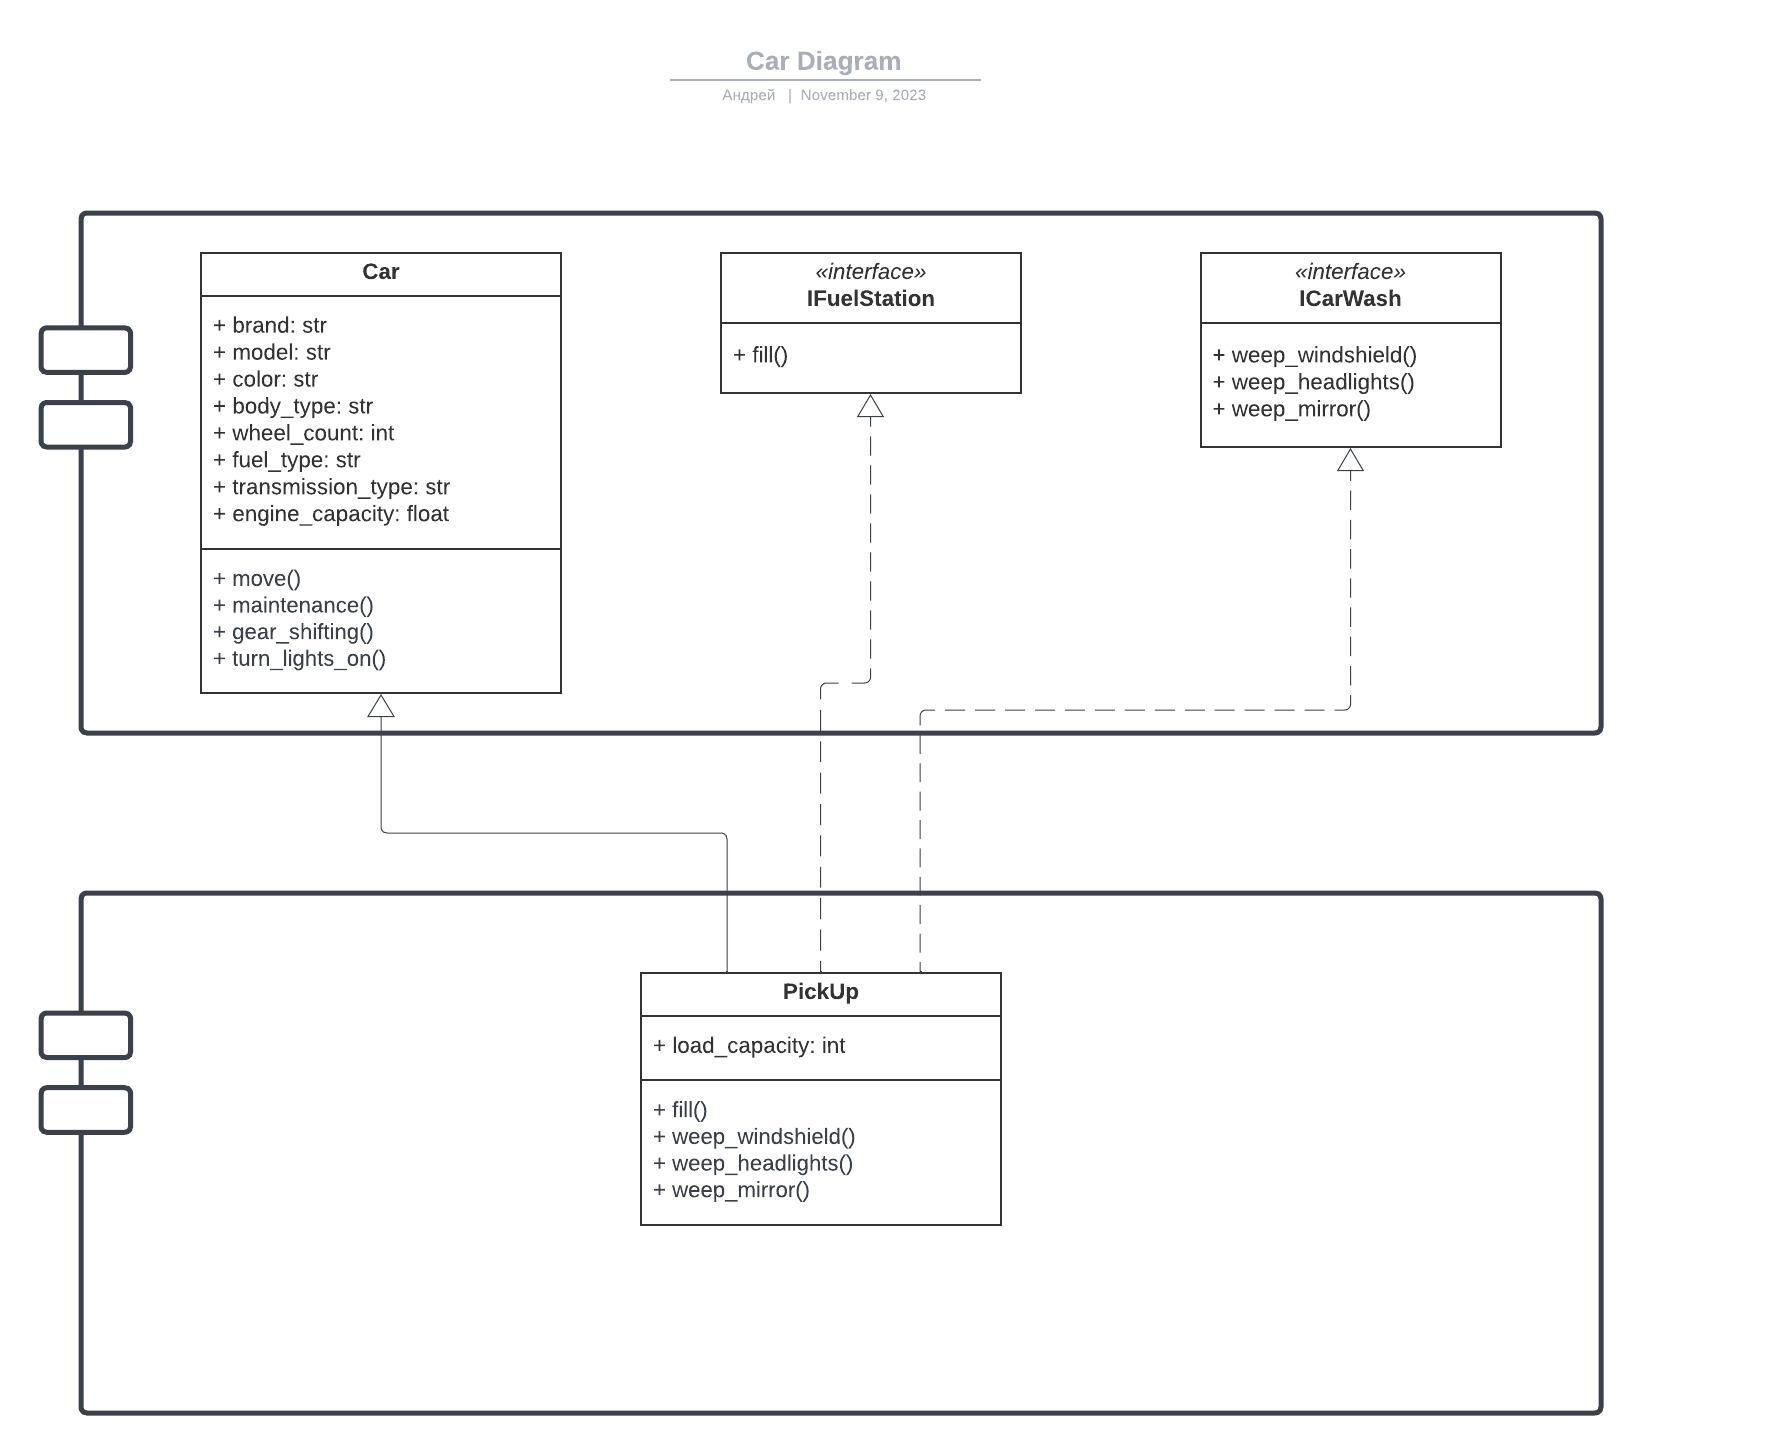 Car Diagram
Андрей | November 9, 2023
Car
+ brand: str
+ model: str
+ color: str
+ body_type: str
+ wheel_count: int
+ fuel_type: str
+ transmission_type: str
+ engine_capacity: float
+ move()
+ maintenance()
+ gear_shifting()
+ turn_lights_on()
«interface»
IFuelStation
+ fill()
«interface»
ICarWash
+ weep_windshield()
+ weep_headlights()
+ weep_mirror()
PickUp
+ load_capacity: int
+ fill()
+ weep_windshield()
+ weep_headlights()
+ weep_mirror()